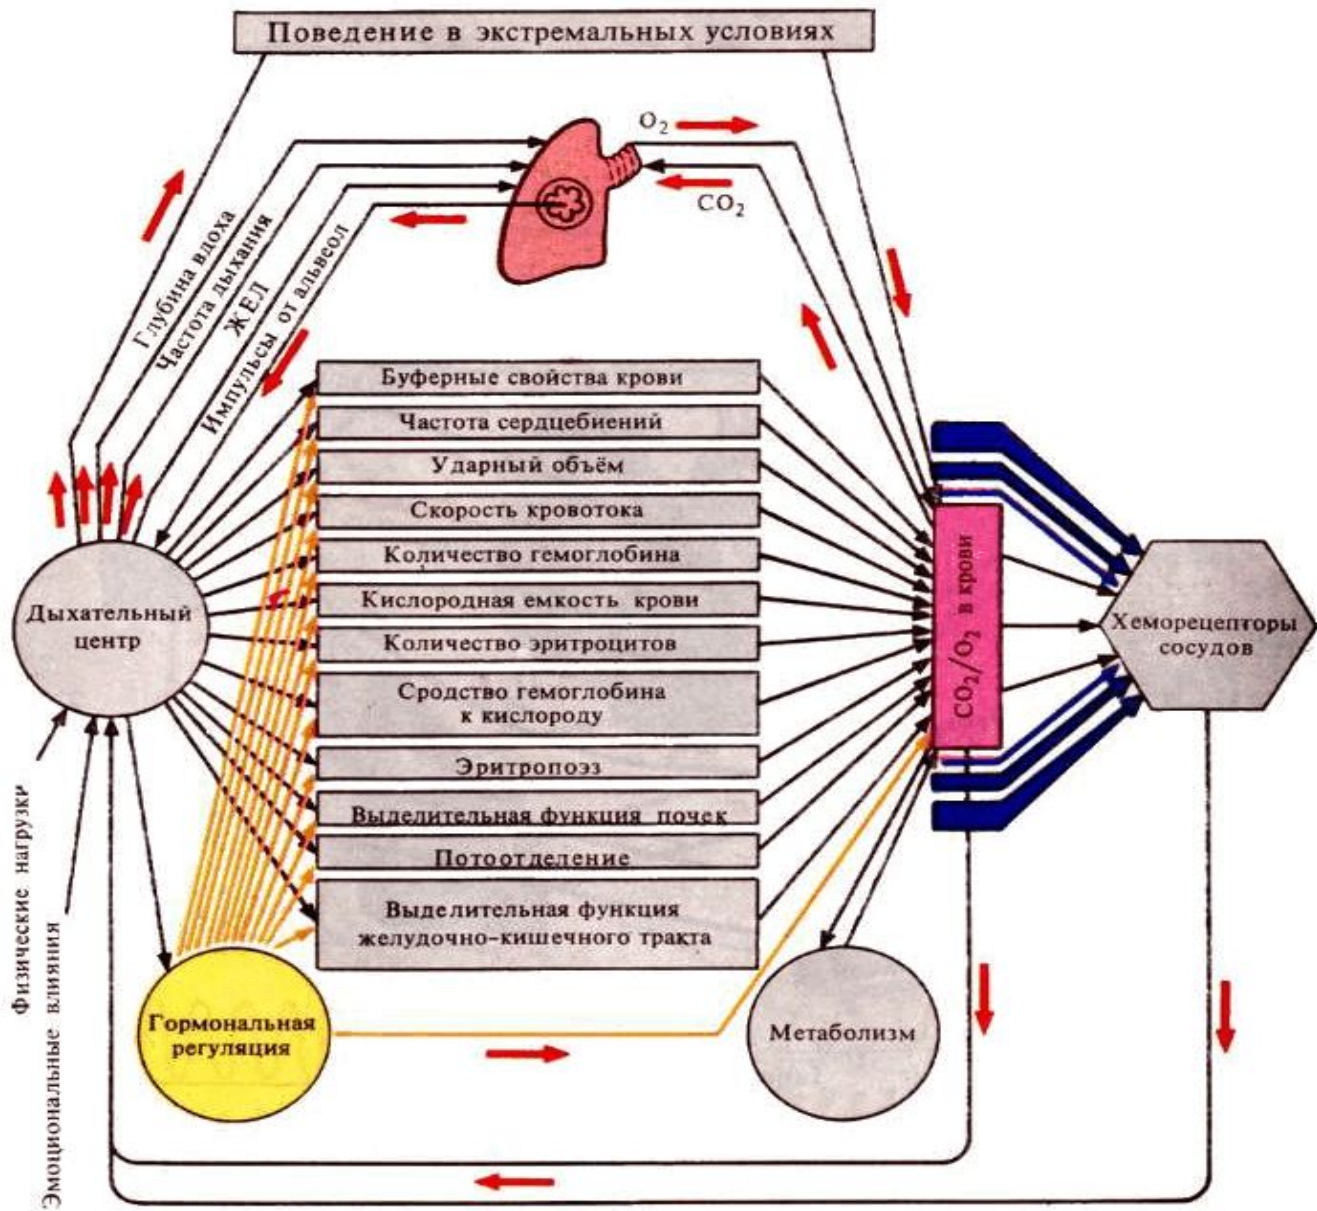 Поведение в экстремальных условиях
O₂
CO₂
Глубина вдоха
Частота дыхания
ЖЕЛ
Импульсы от альвеол
Буферные свойства крови
Частота сердцебиений
Ударный объём
Скорость кровотока
Количество гемоглобина
Кислородная емкость крови
Количество эритроцитов
Сродство гемоглобина
к кислороду
Эритропоэз
Выделительная функция почек
Потоотделение
Выделительная функция
желудочно-кишечного тракта
Дыхательный
центр
CO₂/O₂ в крови
Хеморецепторы
сосудов
Физические нагрузки
Эмоциональные влияния
Гормональная
регуляция
Метаболизм